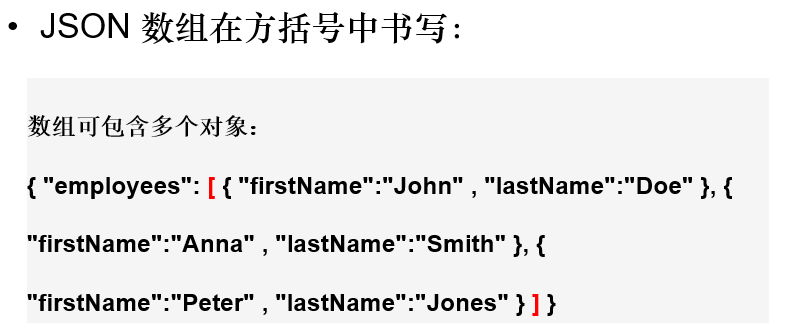 • JSON 数组在方括号中书写：
数组可包含多个对象：
{ "employees": [ { "firstName":"John" , "lastName":"Doe" }, {
"firstName":"Anna" , "lastName":"Smith" }, {
"firstName":"Peter" , "lastName":"Jones" } ] }